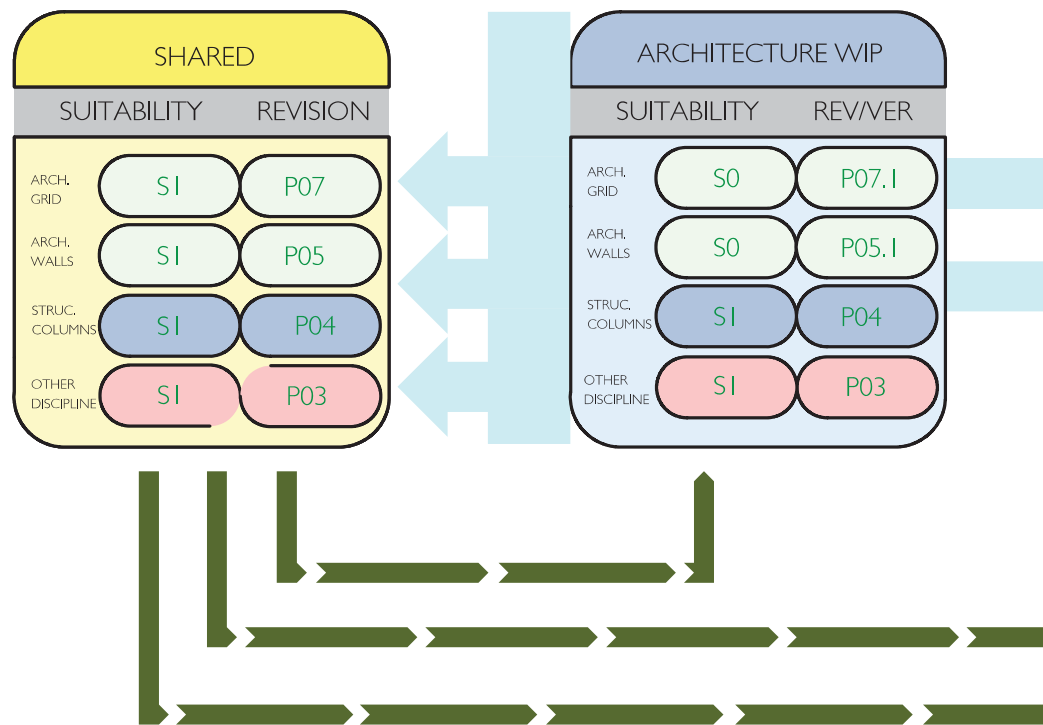 SHARED
SUITABILITY REVISION
ARCH.
GRID
S1 P07
ARCH.
WALLS
S1 P05
STRUC.
COLUMNS
S1 P04
OTHER
DISCIPLINE
S1 P03
ARCHITECTURE WIP
SUITABILITY REV/VER
ARCH.
GRID
S0 P07.1
ARCH.
WALLS
S0 P05.1
STRUC.
COLUMNS
S1 P04
OTHER
DISCIPLINE
S1 P03